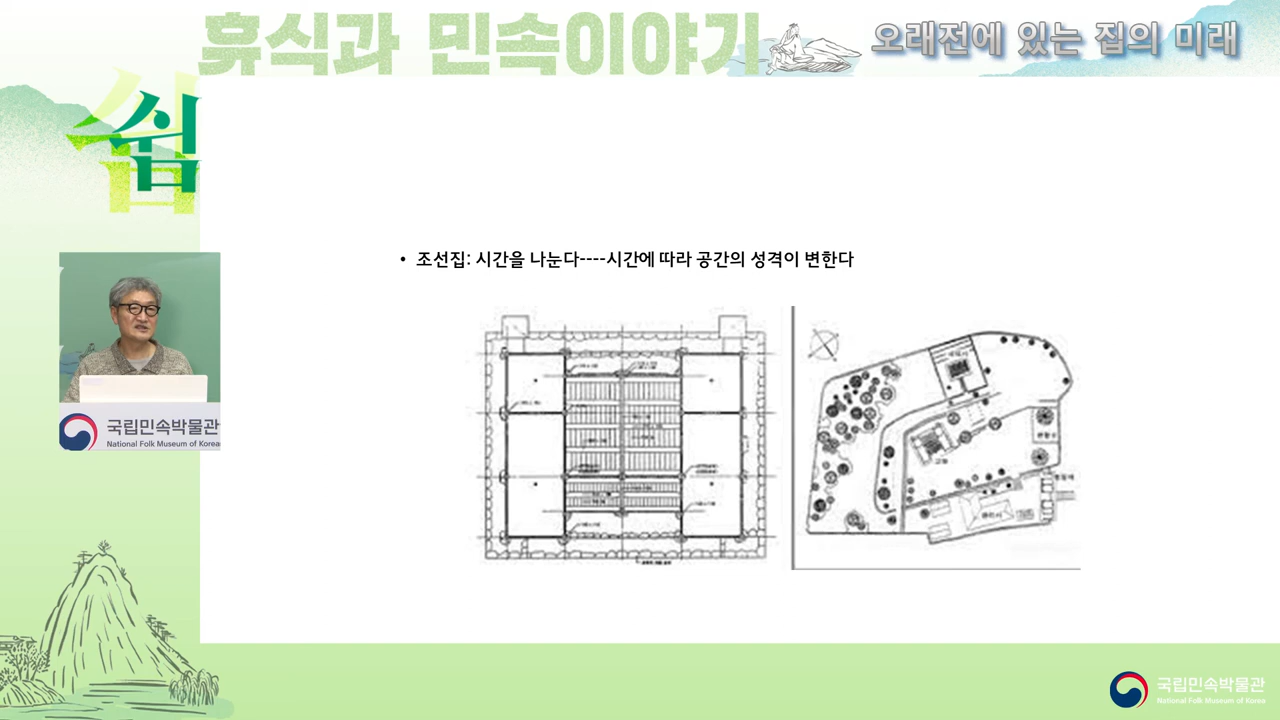 휴식과 민속이야기
오래전에 있는 집의 미래
쉼
• 조선집: 시간을 나눈다----시간에 따라 공간의 성격이 변한다
국립민속박물관
National Folk Museum of Korea
국립민속박물관
National Folk Museum of Korea